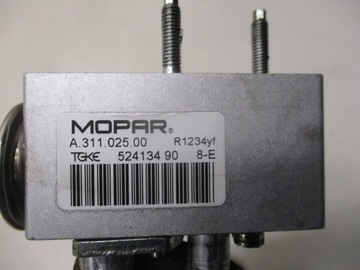 MOPAR®
A.311.025.00 R1234yf
TGKE 524134 90 8-E